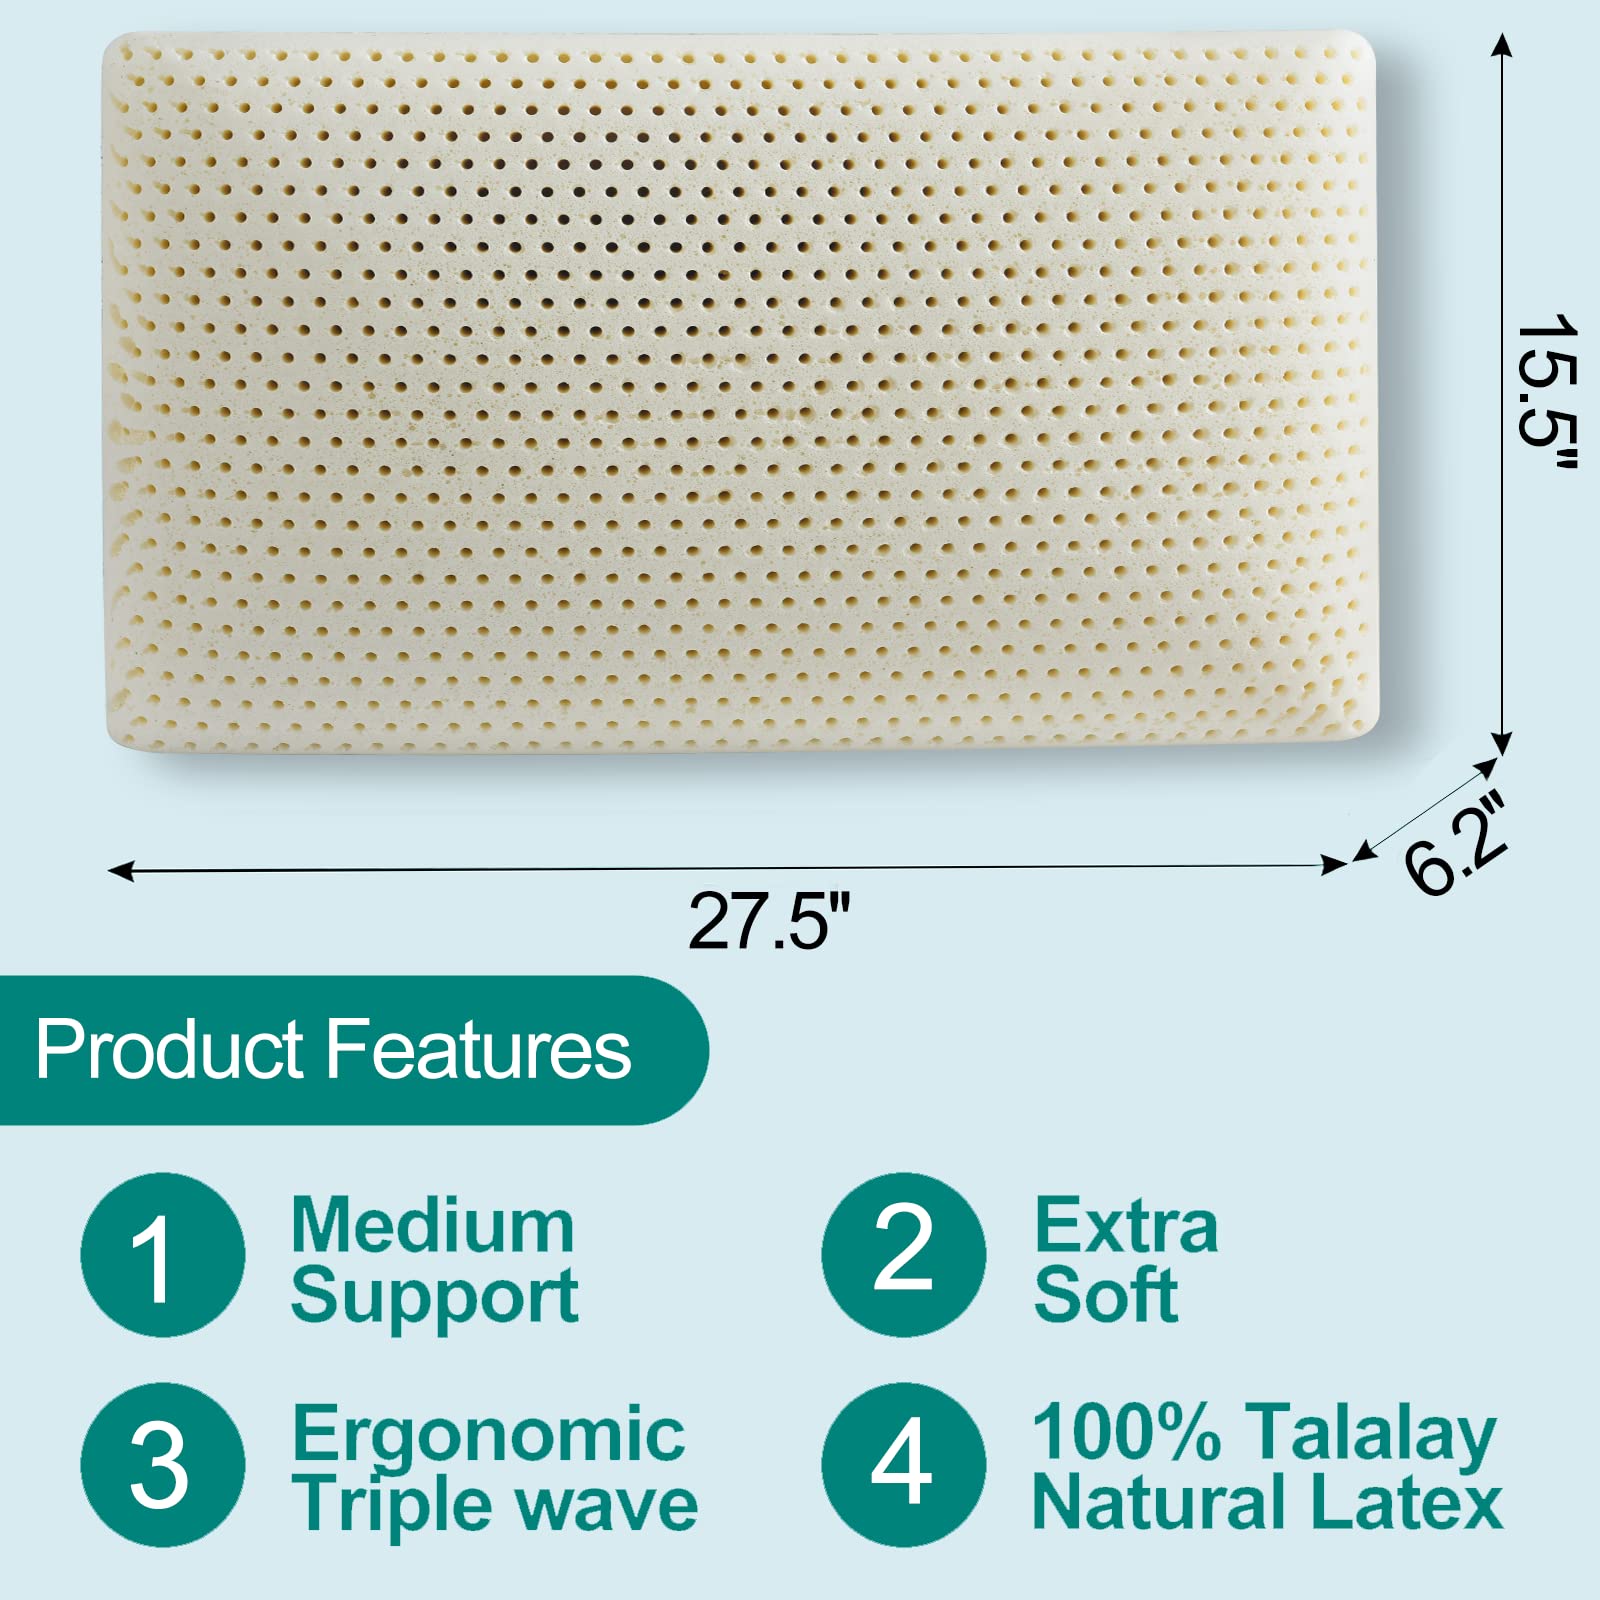 15.5"
6.2"
27.5"
Product Features
1
Medium
Support
2
Extra
Soft
3
Ergonomic
Triple wave
4
100% Talalay
Natural Latex